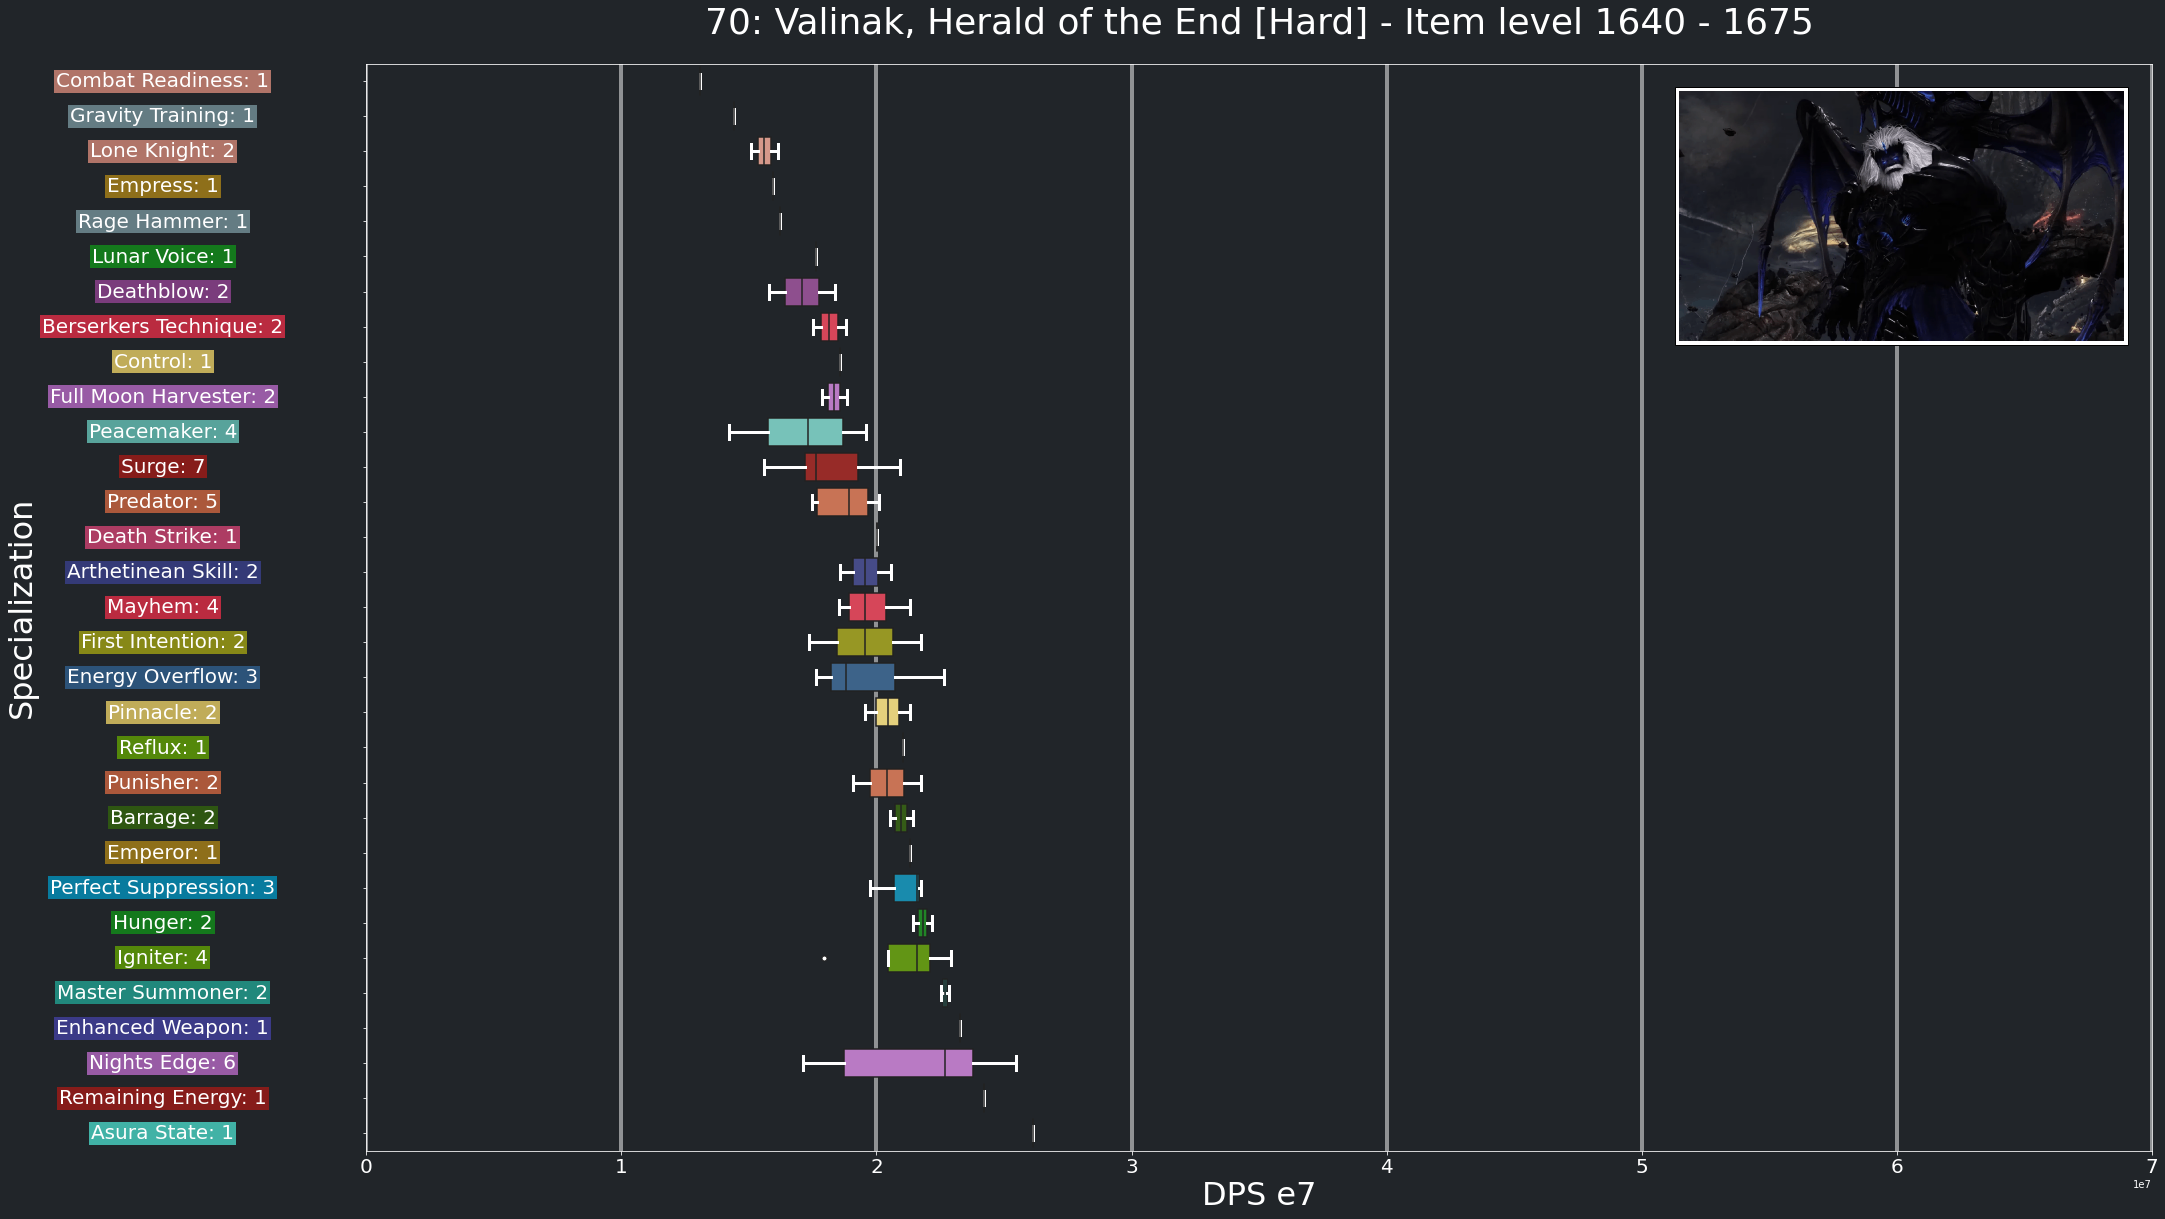 70: Valinak, Herald of the End [Hard] - Item level 1640 - 1675
Specialization
Combat Readiness: 1
Gravity Training: 1
Lone Knight: 2
Empress: 1
Rage Hammer: 1
Lunar Voice: 1
Deathblow: 2
Berserkers Technique: 2
Control: 1
Full Moon Harvester: 2
Peacemaker: 4
Surge: 7
Predator: 5
Death Strike: 1
Arthetinean Skill: 2
Mayhem: 4
First Intention: 2
Energy Overflow: 3
Pinnacle: 2
Reflux: 1
Punisher: 2
Barrage: 2
Emperor: 1
Perfect Suppression: 3
Hunger: 2
Igniter: 4
Master Summoner: 2
Enhanced Weapon: 1
Nights Edge: 6
Remaining Energy: 1
Asura State: 1
0 1 2 3 4 5 6 7
1e7
DPS e7